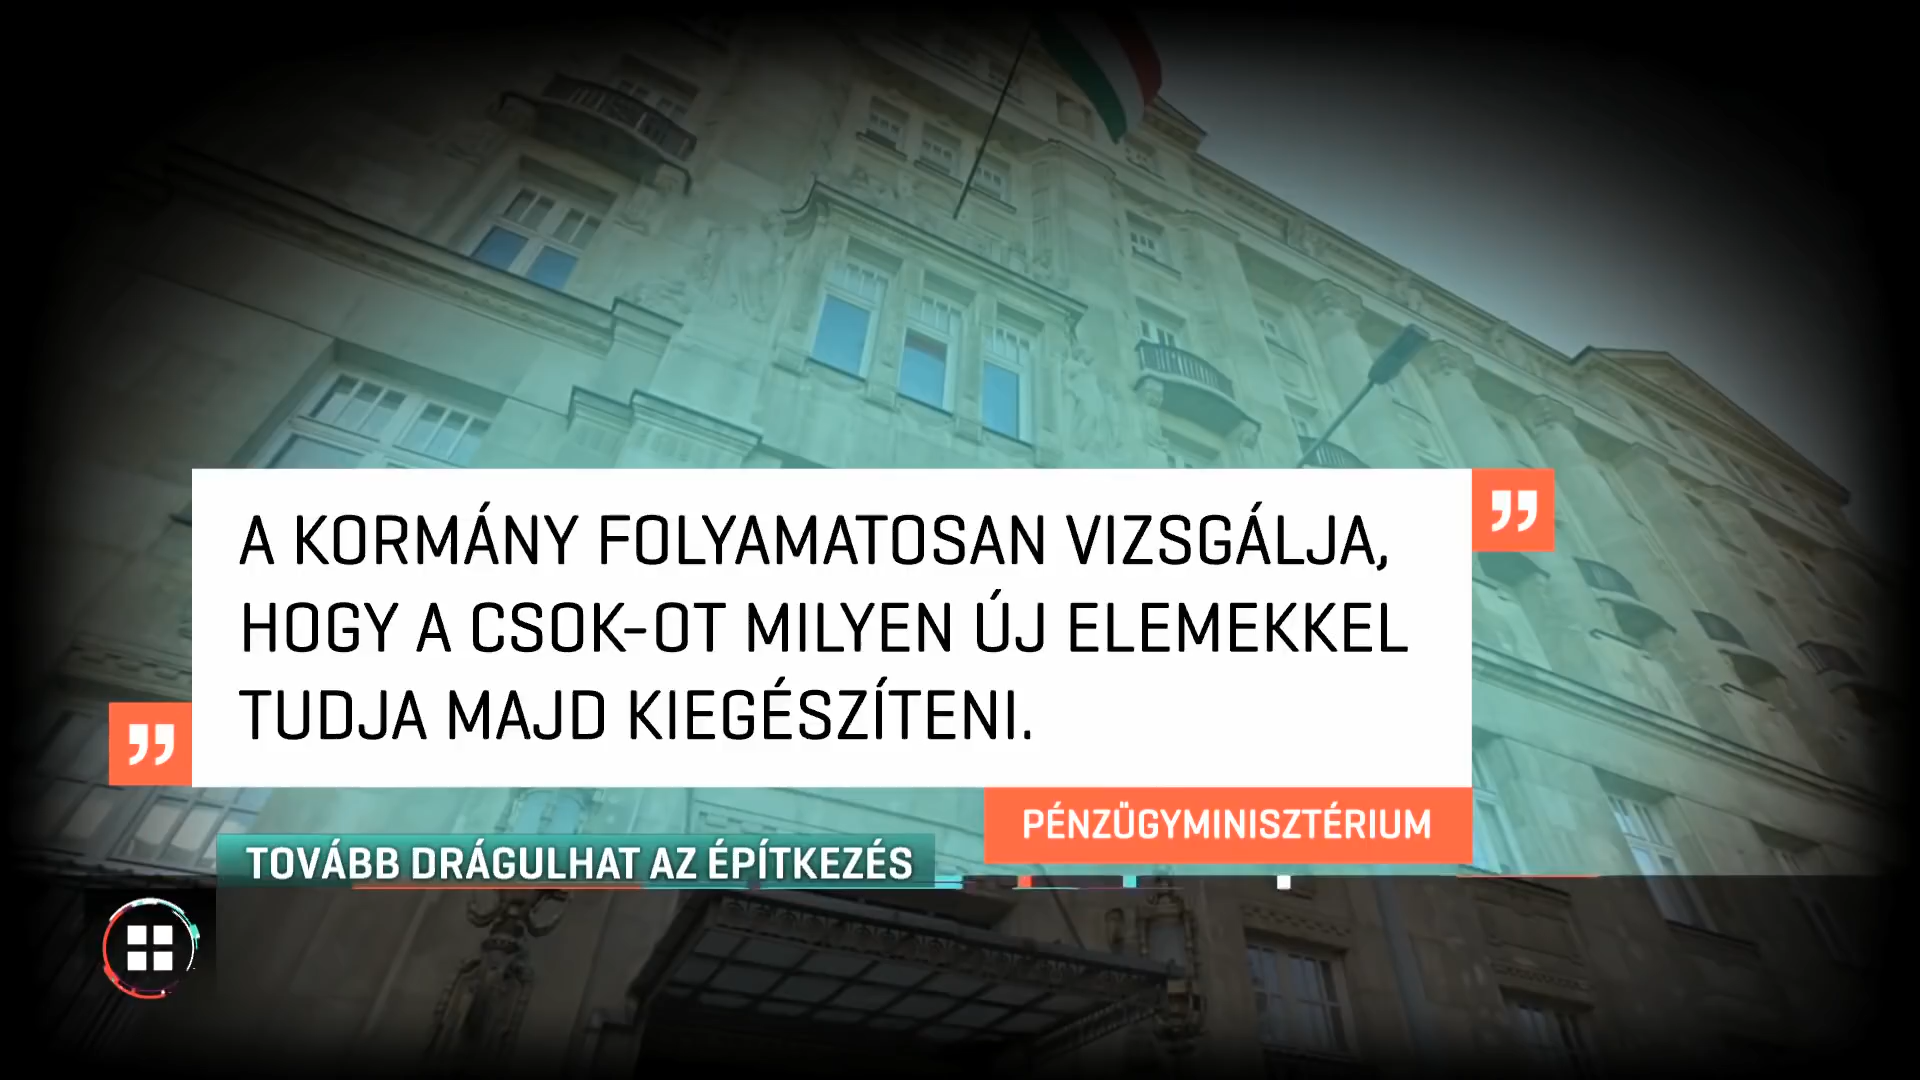 A KORMÁNY FOLYAMATOSAN VIZSGÁLJA,
HOGY A CSOK-OT MILYEN ÚJ ELEMEKKEL
TUDJA MAJD KIEGÉSZÍTENI.
PÉNZÜGYMINISZTÉRIUM
TOVÁBB DRÁGULHAT AZ ÉPÍTKEZÉS